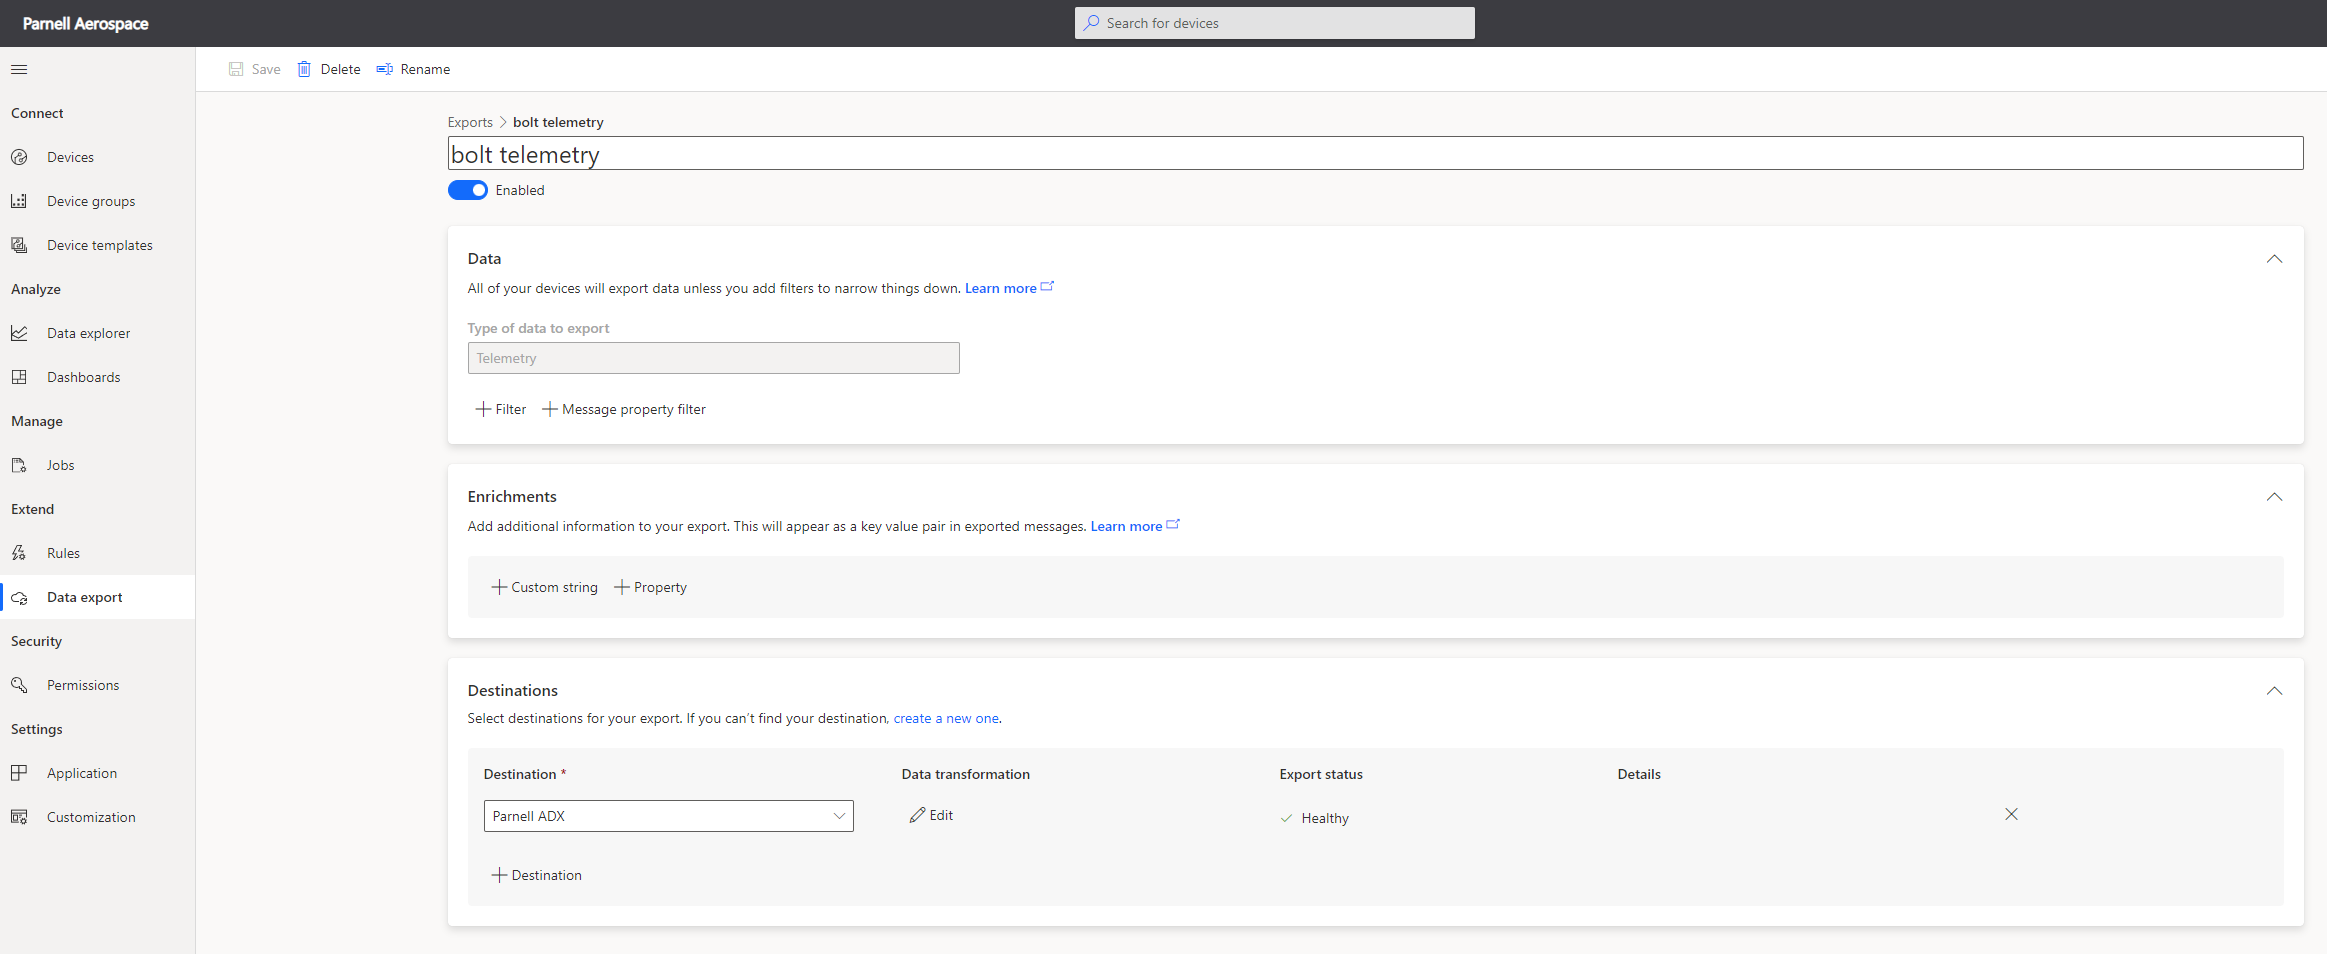 Parnell Aerospace
Search for devices
Save Delete Rename
Connect
Devices
Device groups
Device templates
Analyze
Data explorer
Dashboards
Manage
Jobs
Extend
Rules
Data export
Security
Permissions
Settings
Application
Customization
Exports > bolt telemetry
bolt telemetry
Enabled
Data
All of your devices will export data unless you add filters to narrow things down. Learn more
Type of data to export
Telemetry
+ Filter + Message property filter
Enrichments
Add additional information to your export. This will appear as a key value pair in exported messages. Learn more
+ Custom string + Property
Destinations
Select destinations for your export. If you can't find your destination, create a new one.
Destination * Data transformation Export status Details
Parnell ADX Edit Healthy
+ Destination